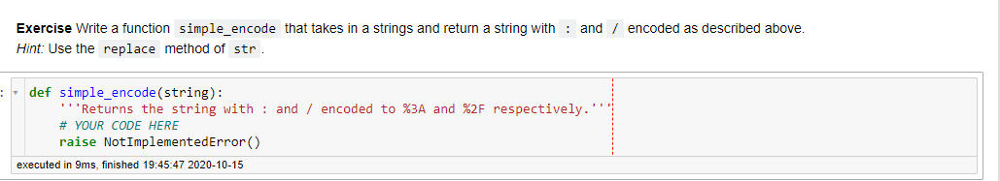 Exercise Write a function simple_encode that takes in a strings and return a string with : and / encoded as described above.
Hint: Use the replace method of str .
: def simple_encode(string):
'''Returns the string with : and / encoded to %3A and %2F respectively.'''
# YOUR CODE HERE
raise NotImplementedError()
executed in 9ms, finished 19:45:47 2020-10-15